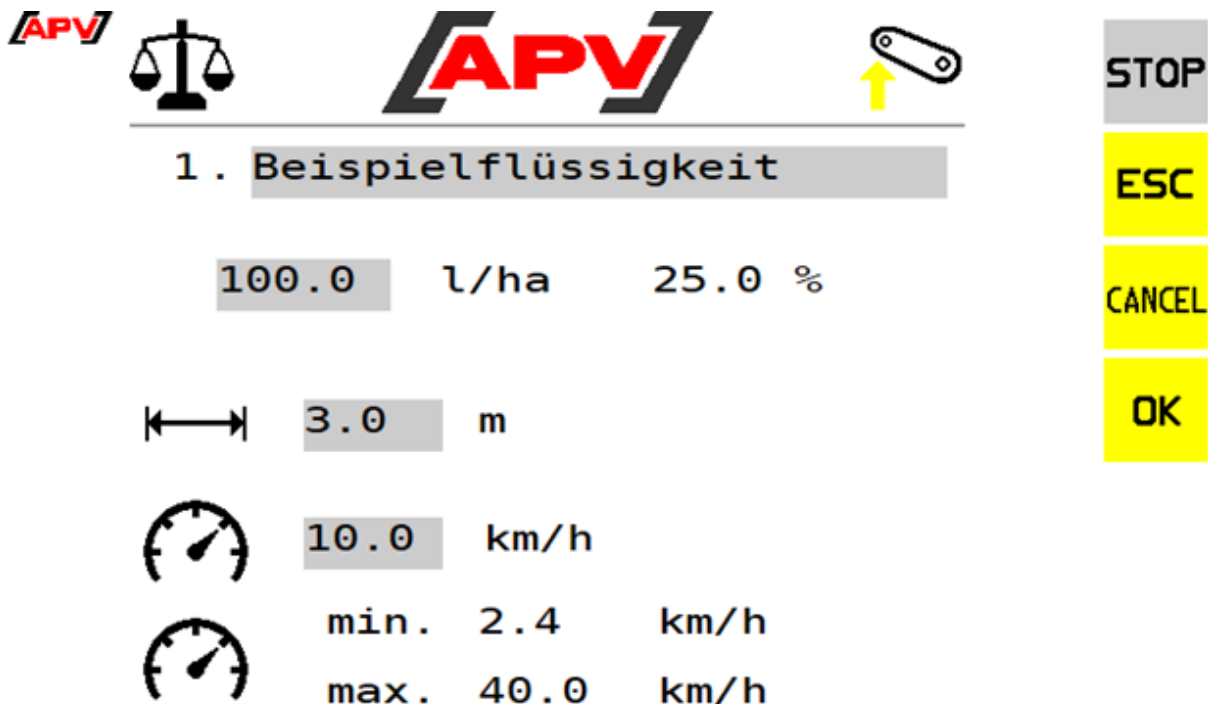 APV
APV
STOP
1. Beispielflüssigkeit
ESC
100.0 l/ha 25.0 %
CANCEL
3.0 m
OK
10.0 km/h
min. 2.4 km/h
max. 40.0 km/h